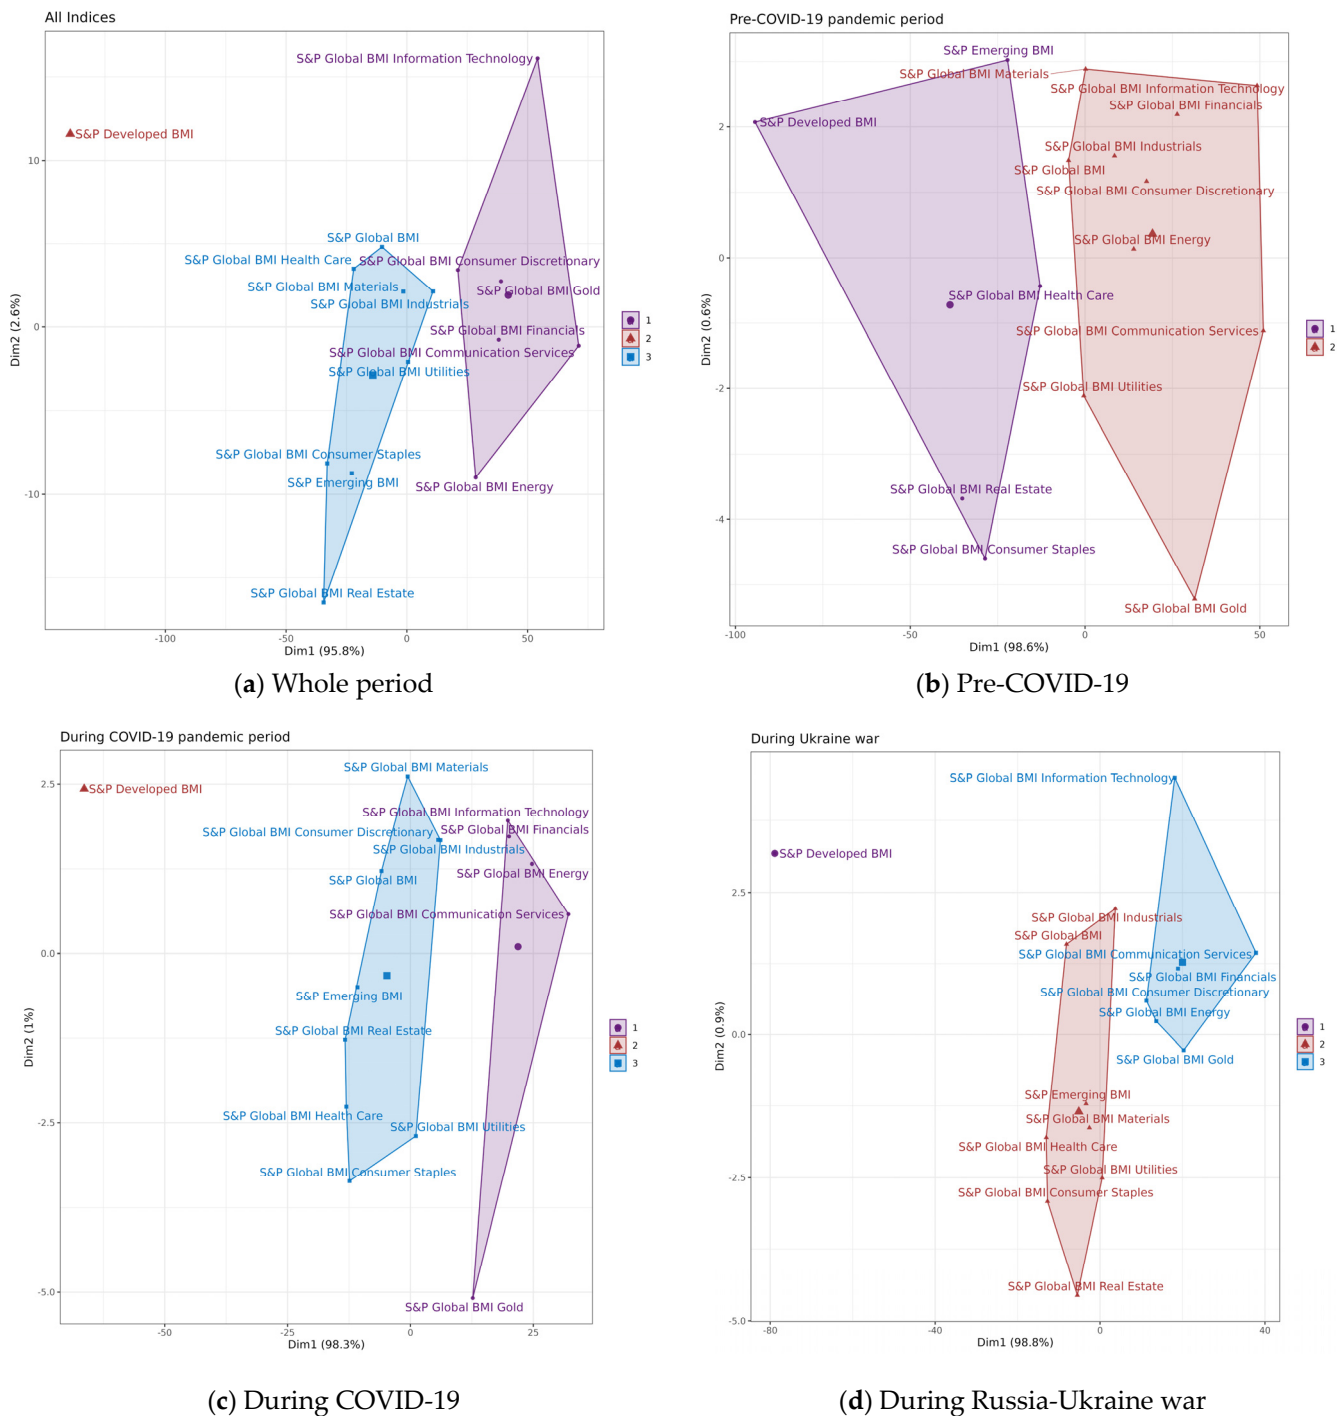 All Indices
S&P Global BMI Information Technology
S&P Developed BMI
S&P Global BMI
S&P Global BMI Health Care
S&P Global BMI Consumer Discretionary
S&P Global BMI Materials
S&P Global BMI Gold
S&P Global BMI Industrials
S&P Global BMI Financials
S&P Global BMI Communication Services
S&P Global BMI Utilities
S&P Global BMI Consumer Staples
S&P Emerging BMI
S&P Global BMI Energy
S&P Global BMI Real Estate
10
0
-10
Dim2 (2.6%)
-100 -50 0 50
Dim1 (95.8%)
1
2
3
(a) Whole period
Pre-COVID-19 pandemic period
S&P Emerging BMI
S&P Global BMI Materials
S&P Global BMI Information Technology
S&P Global BMI Financials
S&P Developed BMI
S&P Global BMI Industrials
S&P Global BMI
S&P Global BMI Consumer Discretionary
S&P Global BMI Energy
S&P Global BMI Health Care
S&P Global BMI Communication Services
S&P Global BMI Utilities
S&P Global BMI Real Estate
S&P Global BMI Consumer Staples
S&P Global BMI Gold
2
0
-2
-4
Dim2 (0.6%)
-100 -50 0 50
Dim1 (98.6%)
1
2
(b) Pre-COVID-19
During COVID-19 pandemic period
S&P Global BMI Materials
S&P Developed BMI
S&P Global BMI Information Technology
S&P Global BMI Consumer Discretionary
S&P Global BMI Financials
S&P Global BMI Industrials
S&P Global BMI Energy
S&P Global BMI
S&P Global BMI Communication Services
S&P Emerging BMI
S&P Global BMI Real Estate
S&P Global BMI Health Care
S&P Global BMI Utilities
S&P Global BMI Consumer Staples
S&P Global BMI Gold
2.5
0.0
-2.5
-5.0
Dim2 (1%)
-50 -25 0 25
Dim1 (98.3%)
1
2
3
(c) During COVID-19
During Ukraine war
S&P Global BMI Information Technology
S&P Developed BMI
S&P Global BMI Industrials
S&P Global BMI
S&P Global BMI Communication Services
S&P Global BMI Financials
S&P Global BMI Consumer Discretionary
S&P Global BMI Energy
S&P Global BMI Gold
S&P Emerging BMI
S&P Global BMI Materials
S&P Global BMI Health Care
S&P Global BMI Utilities
S&P Global BMI Consumer Staples
S&P Global BMI Real Estate
2.5
0.0
-2.5
-5.0
Dim2 (0.9%)
-80 -40 0 40
Dim1 (98.8%)
1
2
3
(d) During Russia-Ukraine war